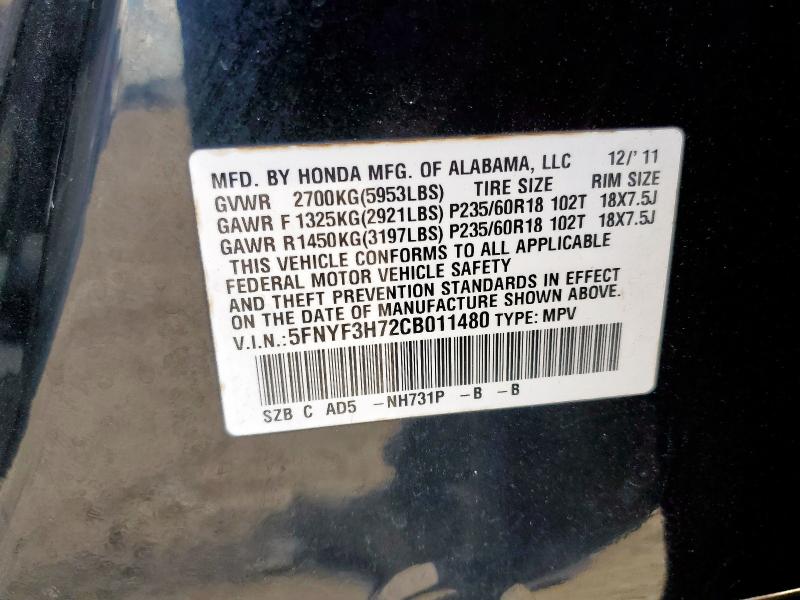 MFD. BY HONDA MFG. OF ALABAMA, LLC 12/'11
GVWR 2700KG(5953LBS) TIRE SIZE RIM SIZE
GAWR F 1325KG(2921LBS) P235/60R18 102T 18X7.5J
GAWR R1450KG(3197LBS) P235/60R18 102T 18X7.5J
THIS VEHICLE CONFORMS TO ALL APPLICABLE
FEDERAL MOTOR VEHICLE SAFETY
AND THEFT PREVENTION STANDARDS IN EFFECT
ON THE DATE OF MANUFACTURE SHOWN ABOVE.
V.I.N.:5FNYF3H72CB011480 TYPE: MPV
SZB C AD5 -NH731P -B -B